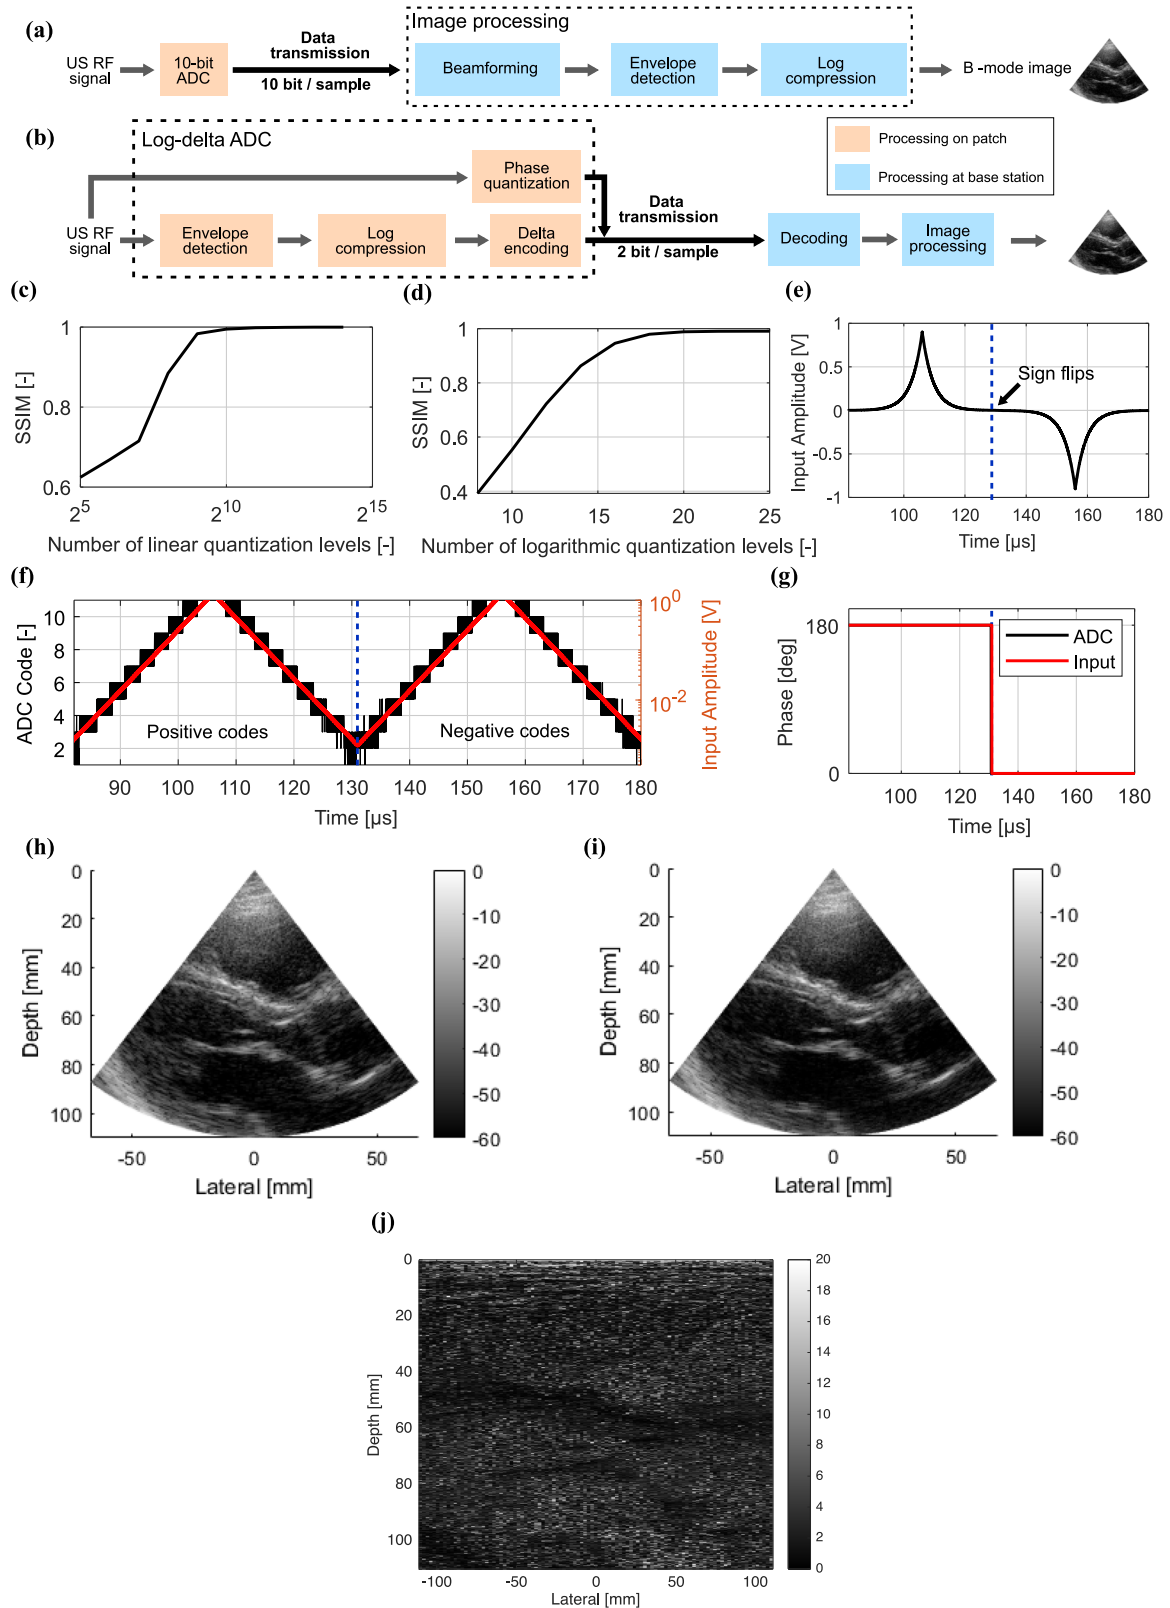 (a)
US RF
signal
10-bit
ADC
Data
transmission
10 bit / sample
Image processing
Beamforming
Envelope
detection
Log
compression
B -mode image
(b)
Log-delta ADC
Phase
quantization
US RF
signal
Envelope
detection
Log
compression
Delta
encoding
Data
transmission
2 bit / sample
Decoding
Image
processing
Processing on patch
Processing at base station
(c)
SSIM [-]
1
0.8
0.6
2^5
2^10
2^15
Number of linear quantization levels [-]
(d)
SSIM [-]
1
0.8
0.6
0.4
10
15
20
25
Number of logarithmic quantization levels [-]
(e)
Input Amplitude [V]
1
0.5
0
-0.5
-1
Sign flips
100
120
140
160
180
Time [µs]
(f)
ADC Code [-]
10
8
6
4
2
Positive codes
Negative codes
10^0
10^-2
Input Amplitude [V]
90
100
110
120
130
140
150
160
170
180
Time [µs]
(g)
Phase [deg]
180
0
ADC
Input
100
120
140
160
180
Time [µs]
(h)
Depth [mm]
0
20
40
60
80
100
-50
0
50
Lateral [mm]
0
-10
-20
-30
-40
-50
-60
(i)
Depth [mm]
0
20
40
60
80
100
-50
0
50
Lateral [mm]
0
-10
-20
-30
-40
-50
-60
(j)
Depth [mm]
0
20
40
60
80
100
-100
-50
0
50
100
Lateral [mm]
20
18
16
14
12
10
8
6
4
2
0